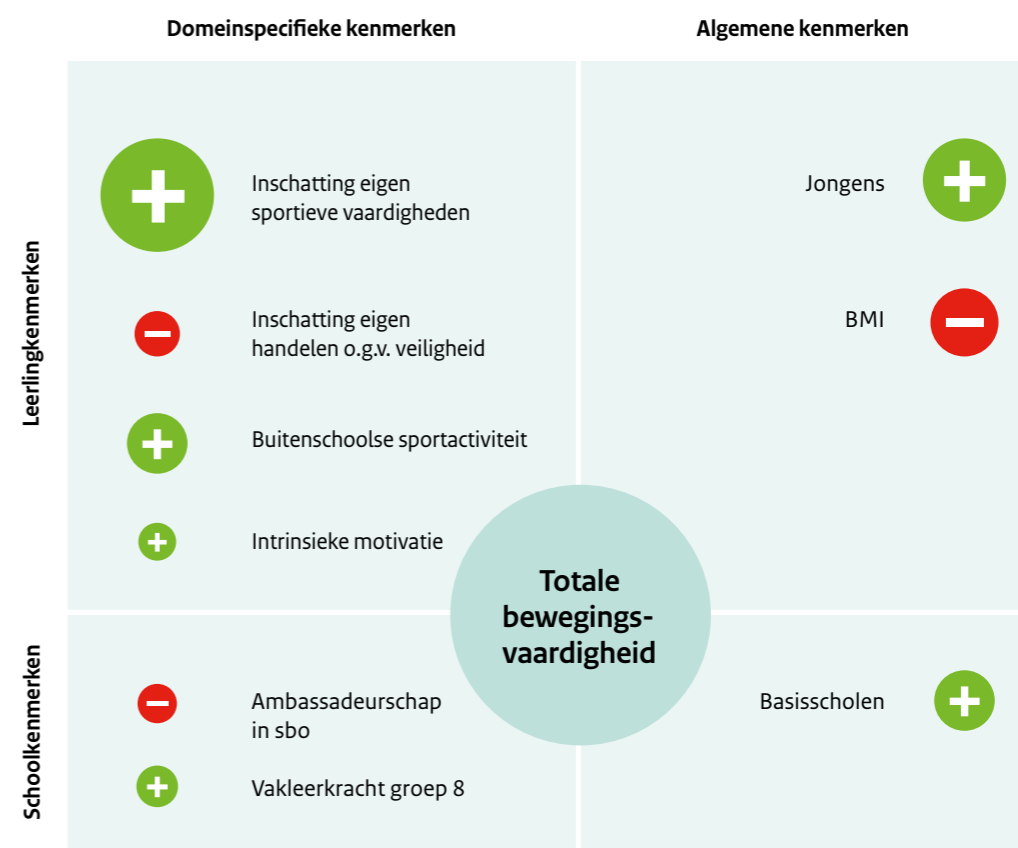 Domeinspecifieke kenmerken
Algemene kenmerken
Leerlingkenmerken
Inschatting eigen
sportieve vaardigheden
Inschatting eigen
handelen o.g.v. veiligheid
Buitenschoolse sportactiviteit
Intrinsieke motivatie
Jongens
BMI
Totale
bewegings-
vaardigheid
Schoolkenmerken
Ambassadeurschap
in sbo
Vakleerkracht groep 8
Basisscholen